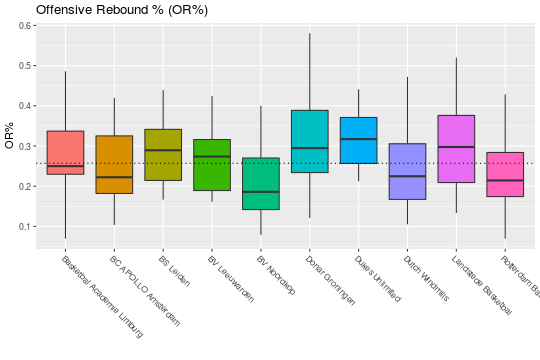 Offensive Rebound % (OR%)
OR%
0.6
0.5
0.4
0.3
0.2
0.1
Basketbal Academie Limburg
BC APOLLO Amsterdam
BS Leiden
BV Leeuwarden
BV Noordkop
Donar Groningen
Dukes Unlimited
Dutch Windmills
Landstede Basketbal
Rotterdam Bas